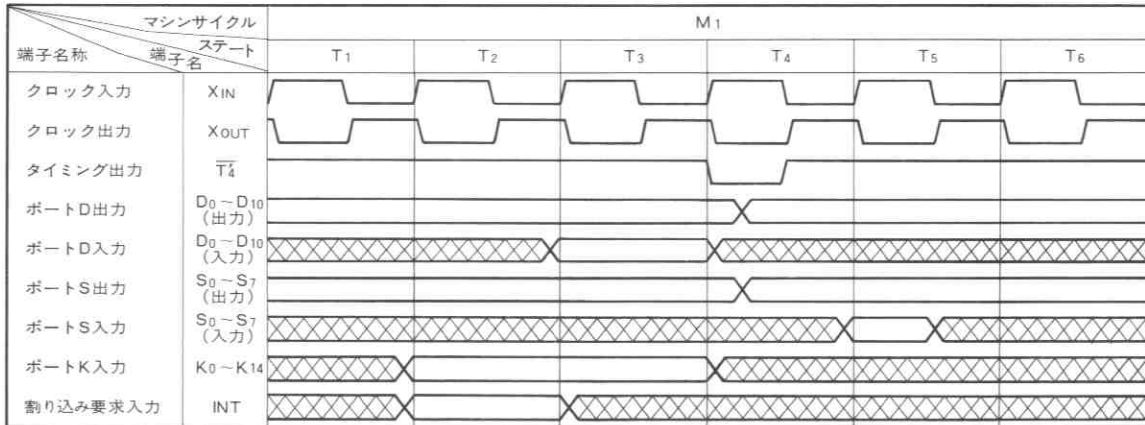 マシンサイクル M1
ステート
端子名称 端子名 T1 T2 T3 T4 T5 T6
クロック入力 XIN
クロック出力 XOUT
タイミング出力 T4
ポートD出力 D0~D10
(出力)
ポートD入力 D0~D10
(入力)
ポートS出力 S0~S7
(出力)
ポートS入力 S0~S7
(入力)
ポートK入力 K0~K14
割り込み要求入力 INT